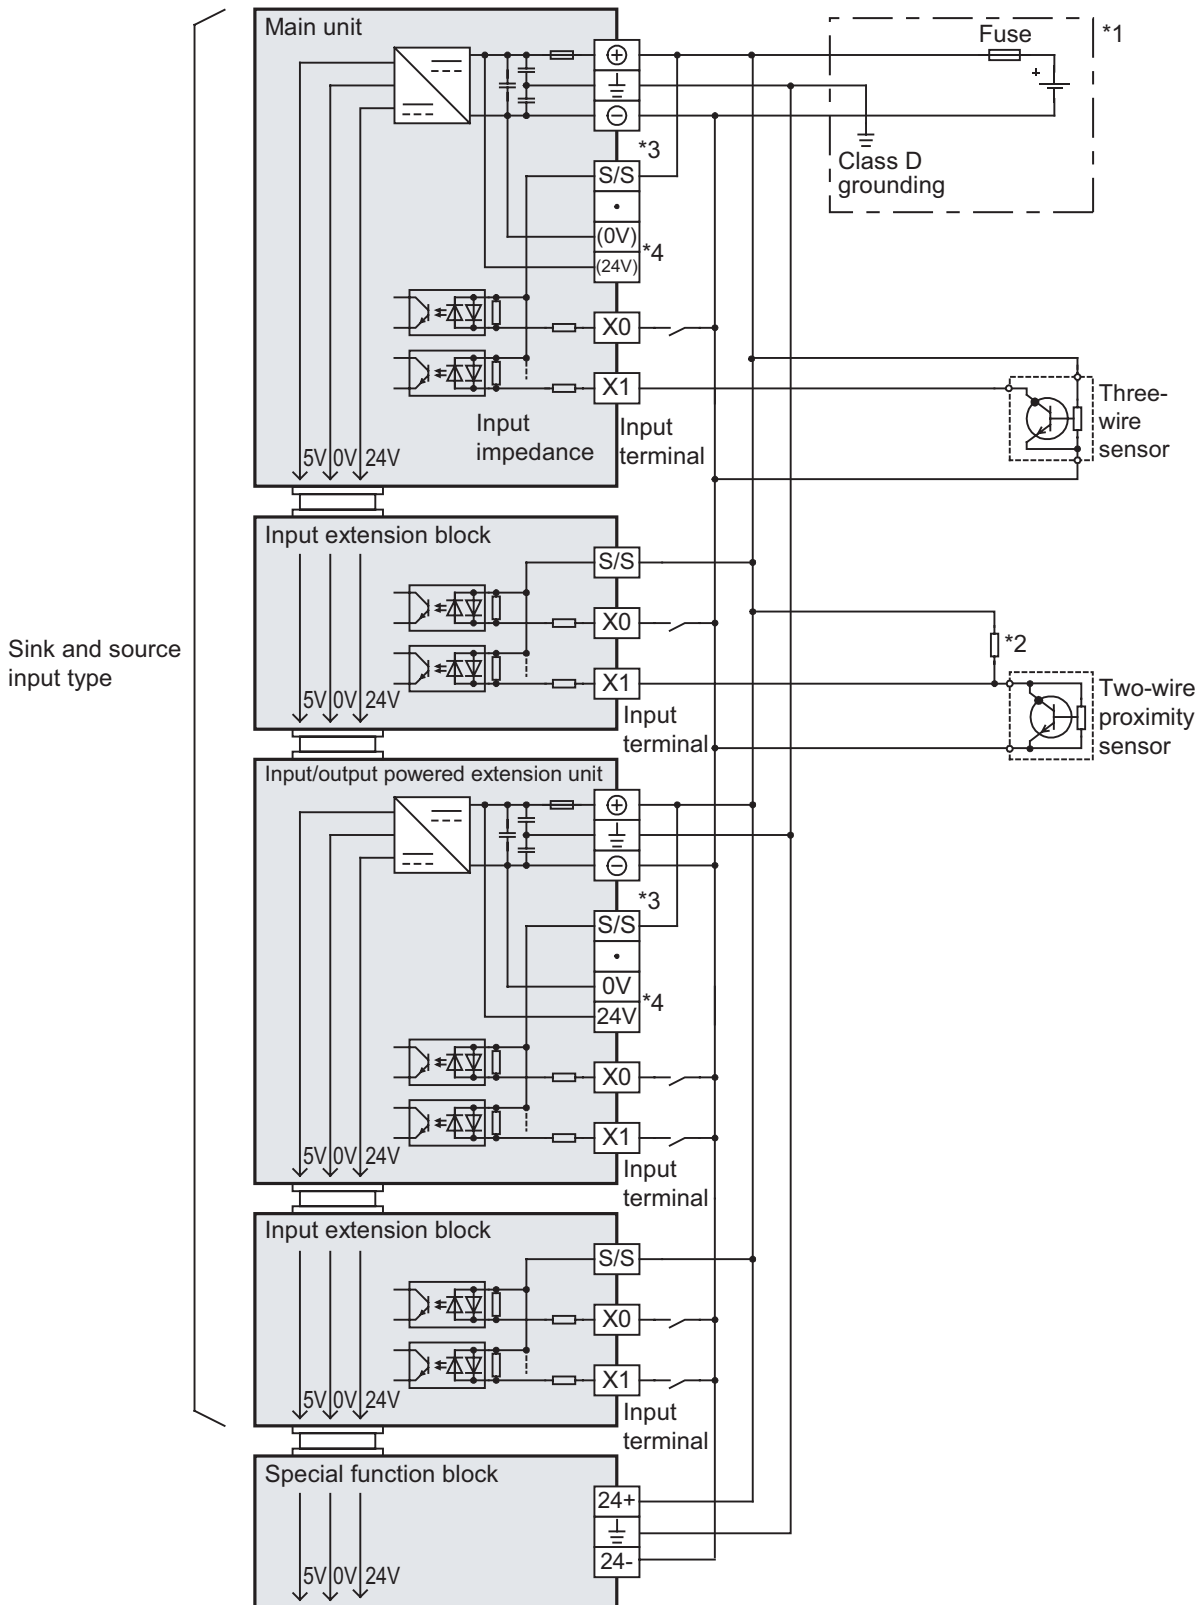 Main unit
Fuse
*1
+
⊕
⏚
⊖
*3
S/S
•
(0V)
*4
(24V)
Class D
grounding
X0
X1
Input
impedance
Input
terminal
Three-
wire
sensor
5V 0V 24V
Input extension block
S/S
X0
X1
Sink and source
input type
*2
5V 0V 24V
Input
terminal
Two-wire
proximity
sensor
Input/output powered extension unit
⊕
⏚
⊖
*3
S/S
•
0V
*4
24V
X0
X1
5V 0V 24V
Input
terminal
Input extension block
S/S
X0
X1
5V 0V 24V
Input
terminal
Special function block
24+
⏚
24-
5V 0V 24V